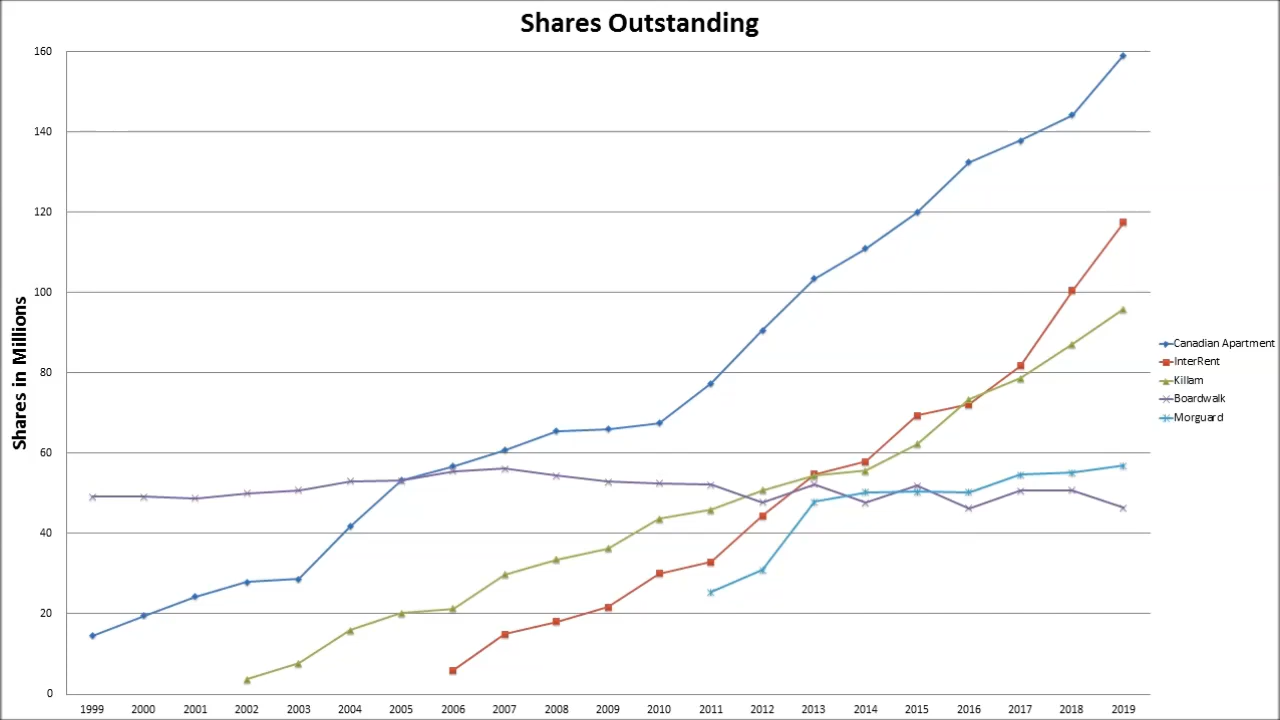 Shares Outstanding
Shares in Millions
160
140
120
100
80
60
40
20
0
1999 2000 2001 2002 2003 2004 2005 2006 2007 2008 2009 2010 2011 2012 2013 2014 2015 2016 2017 2018 2019
Canadian Apartment
InterRent
Killam
Boardwalk
Morguard